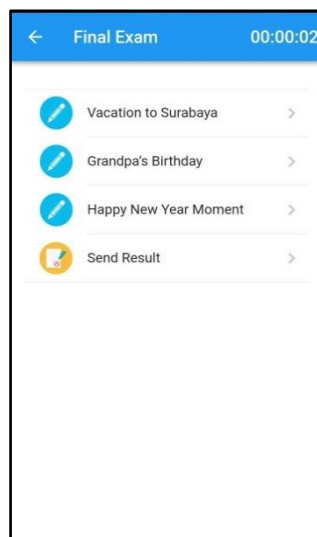 Final Exam 00:00:02
Vacation to Surabaya
Grandpa's Birthday
Happy New Year Moment
Send Result